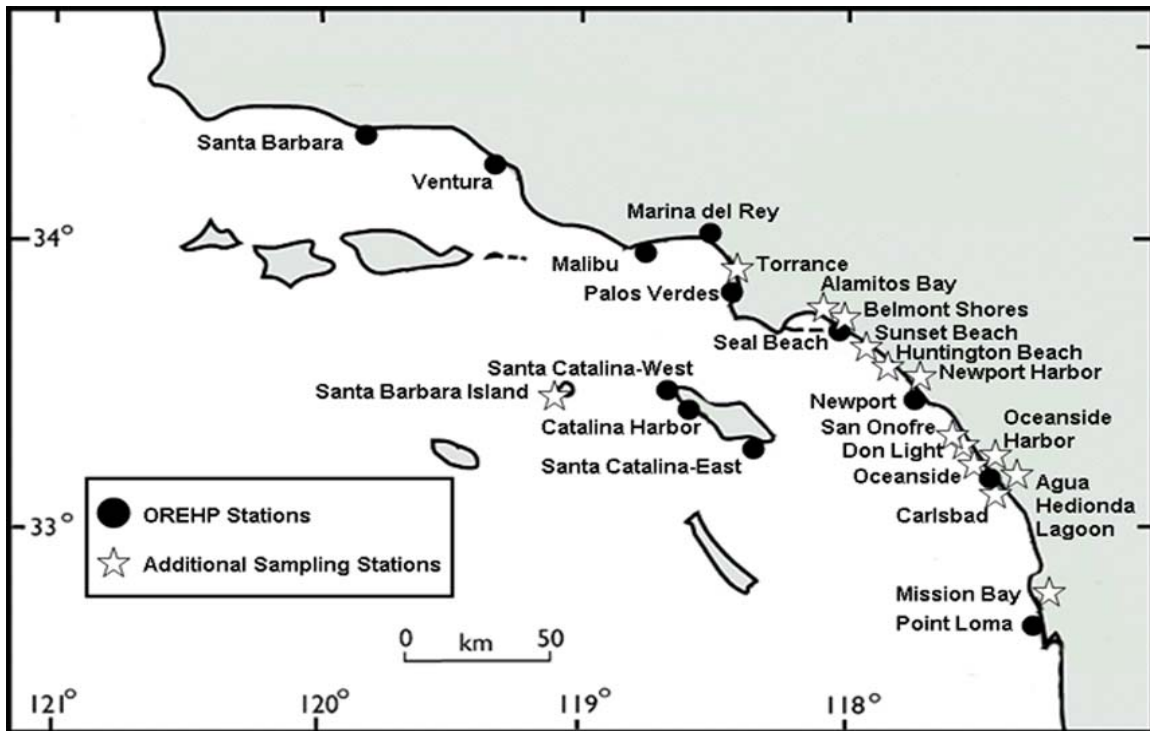 Santa Barbara
Ventura
Marina del Rey
34°
Malibu
Torrance
Palos Verdes
Alamitos Bay
Belmont Shores
Seal Beach
Sunset Beach
Huntington Beach
Santa Catalina-West
Newport Harbor
Santa Barbara Island
Newport
Catalina Harbor
San Onofre
Oceanside
Harbor
Don Light
Santa Catalina-East
Oceanside
Agua
Hedionda
Lagoon
Carlsbad
33°
OREHP Stations
Additional Sampling Stations
Mission Bay
Point Loma
0 km 50
121° 120° 119° 118°